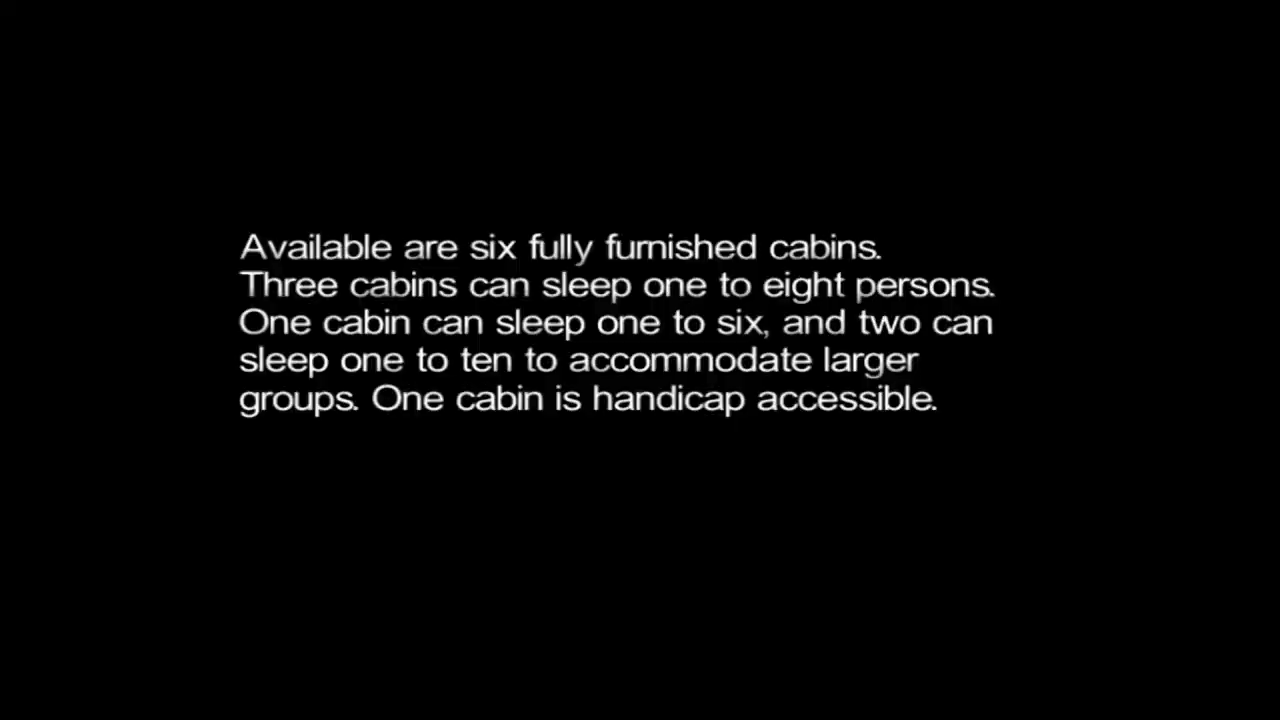 Available are six fully furnished cabins.
Three cabins can sleep one to eight persons.
One cabin can sleep one to six, and two can
sleep one to ten to accommodate larger
groups. One cabin is handicap accessible.